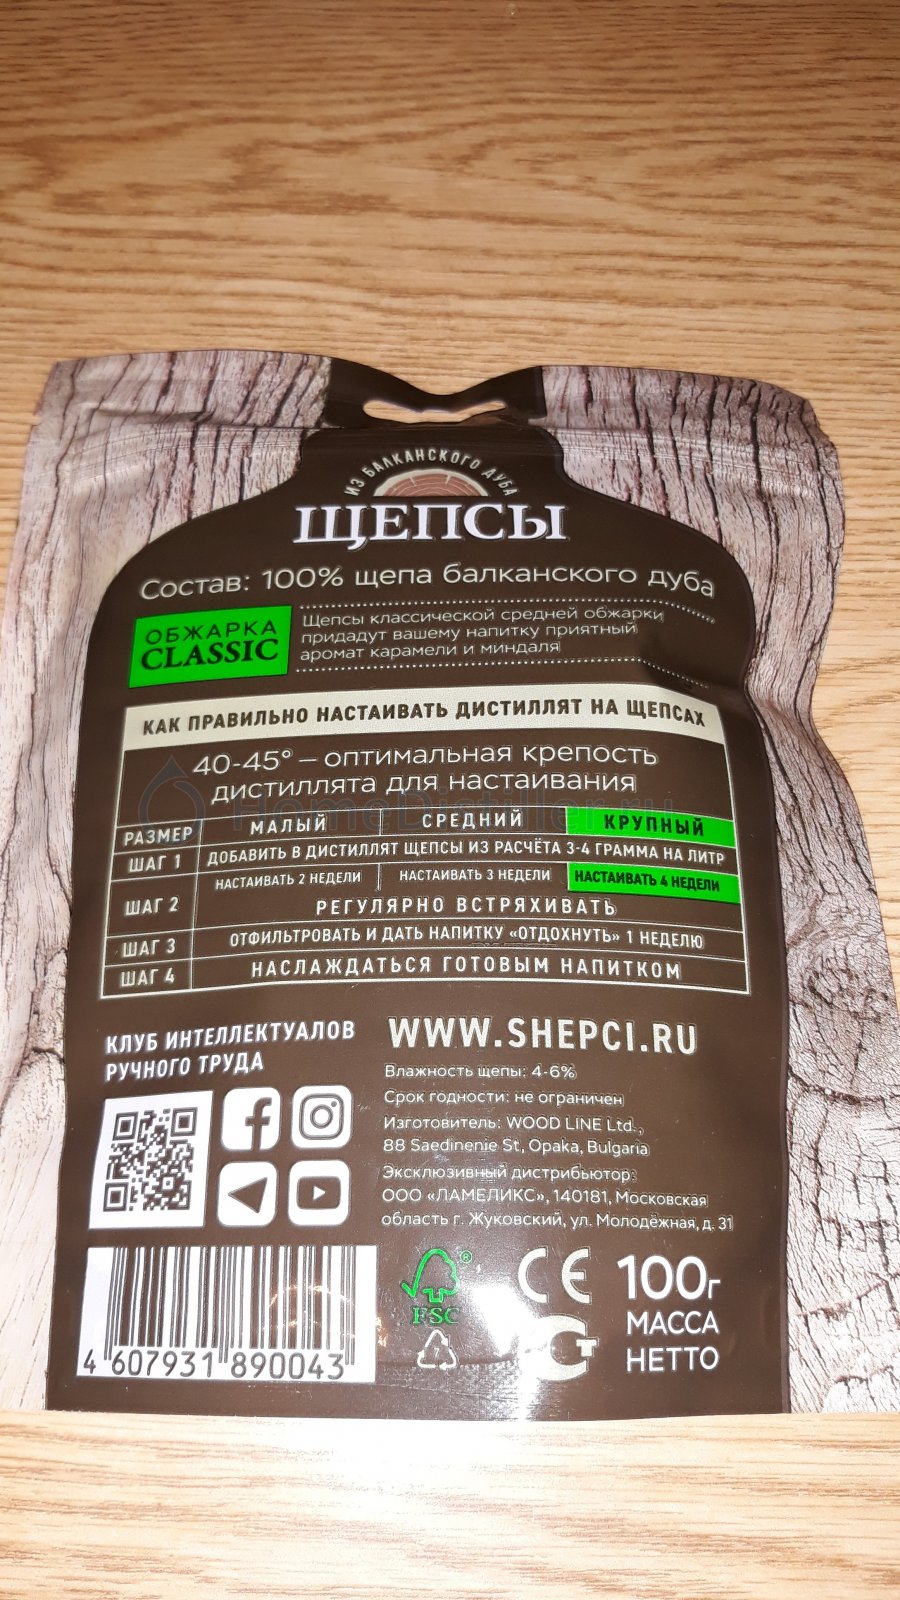 ИЗ БАЛКАНСКОГО ДУБА
ЩЕПСЫ
Состав: 100% щепа балканского дуба
ОБЖАРКА
CLASSIC
Щепсы классической средней обжарки
придадут вашему напитку приятный
аромат карамели и миндаля
КАК ПРАВИЛЬНО НАСТАИВАТЬ ДИСТИЛЛЯТ НА ЩЕПСАХ
40-45° – оптимальная крепость
дистиллята для настаивания
HomeDistiller.ru
РАЗМЕР МАЛЫЙ СРЕДНИЙ КРУПНЫЙ
ШАГ 1 ДОБАВИТЬ В ДИСТИЛЛЯТ ЩЕПСЫ ИЗ РАСЧЁТА 3-4 ГРАММА НА ЛИТР
НАСТАИВАТЬ 2 НЕДЕЛИ НАСТАИВАТЬ 3 НЕДЕЛИ НАСТАИВАТЬ 4 НЕДЕЛИ
ШАГ 2 РЕГУЛЯРНО ВСТРЯХИВАТЬ
ШАГ 3 ОТФИЛЬТРОВАТЬ И ДАТЬ НАПИТКУ «ОТДОХНУТЬ» 1 НЕДЕЛЮ
ШАГ 4 НАСЛАЖДАТЬСЯ ГОТОВЫМ НАПИТКОМ
КЛУБ ИНТЕЛЛЕКТУАЛОВ
РУЧНОГО ТРУДА
WWW.SHEPCI.RU
Влажность щепы: 4-6%
Срок годности: не ограничен
Изготовитель: WOOD LINE Ltd.,
88 Saedinenie St, Opaka, Bulgaria
Эксклюзивный дистрибьютор:
ООО «ЛАМЕЛИКС», 140181, Московская
область г. Жуковский, ул. Молодёжная, д. 31
4 607931 890043
FSC
7
CE
100г
МАССА
НЕТТО